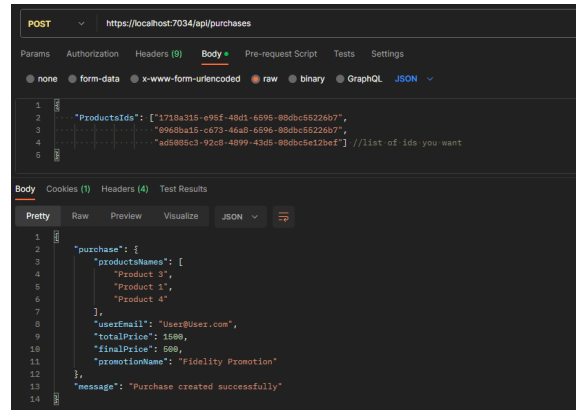 POST https://localhost:7034/api/purchases
Params Authorization Headers (9) Body Pre-request Script Tests Settings
none form-data x-www-form-urlencoded raw binary GraphQL JSON
1 {
2 "ProductsIds": ["1718a315-e95f-48d1-6595-08dbc55226b7",
3 "0968ba15-c673-46a8-6596-08dbc55226b7",
4 "ad5085c3-92c8-4899-43d5-08dbc5e12bef"] //list of ids you want
5 }
Body Cookies (1) Headers (4) Test Results
Pretty Raw Preview Visualize JSON
1 {
2 "purchase": {
3 "productsNames": [
4 "Product 3",
5 "Product 1",
6 "Product 4"
7 ],
8 "userEmail": "User@User.com",
9 "totalPrice": 1500,
10 "finalPrice": 500,
11 "promotionName": "Fidelity Promotion"
12 },
13 "message": "Purchase created successfully"
14 }